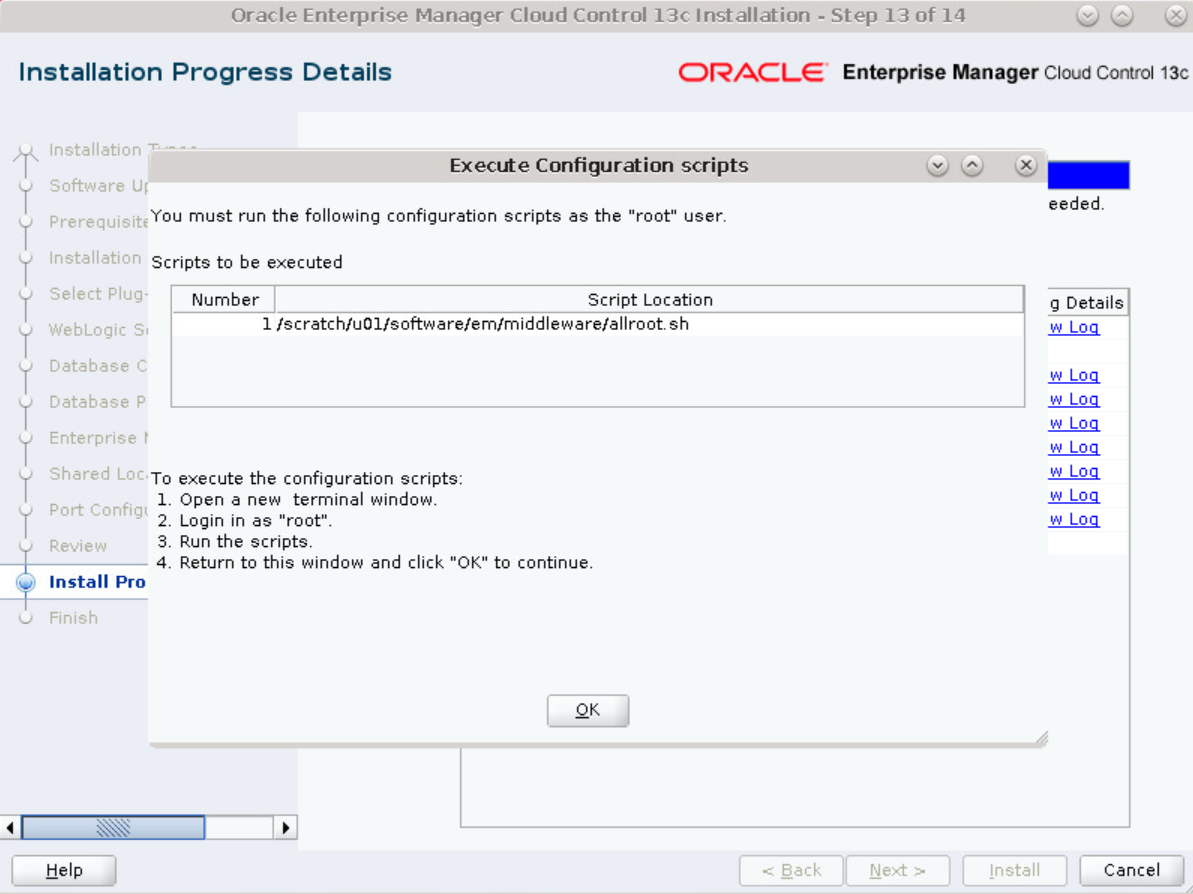 Oracle Enterprise Manager Cloud Control 13c Installation - Step 13 of 14
Installation Progress Details
ORACLE Enterprise Manager Cloud Control 13c
Installation
Execute Configuration scripts
Software
You must run the following configuration scripts as the "root" user.
eeded.
Installation
Scripts to be executed
Select Plug-
Number Script Location
g Details
1 /scratch/u01/software/em/middleware/allroot.sh
w Log
WebLogic
Database C
w Log
Database P
w Log
w Log
Enterprise
w Log
Shared Loc
To execute the configuration scripts:
w Log
1. Open a new terminal window.
w Log
Port Config
2. Login in as "root".
w Log
3. Run the scripts.
Review
4. Return to this window and click "OK" to continue.
Install Pro
Finish
OK
Help
< Back
Next >
Install
Cancel